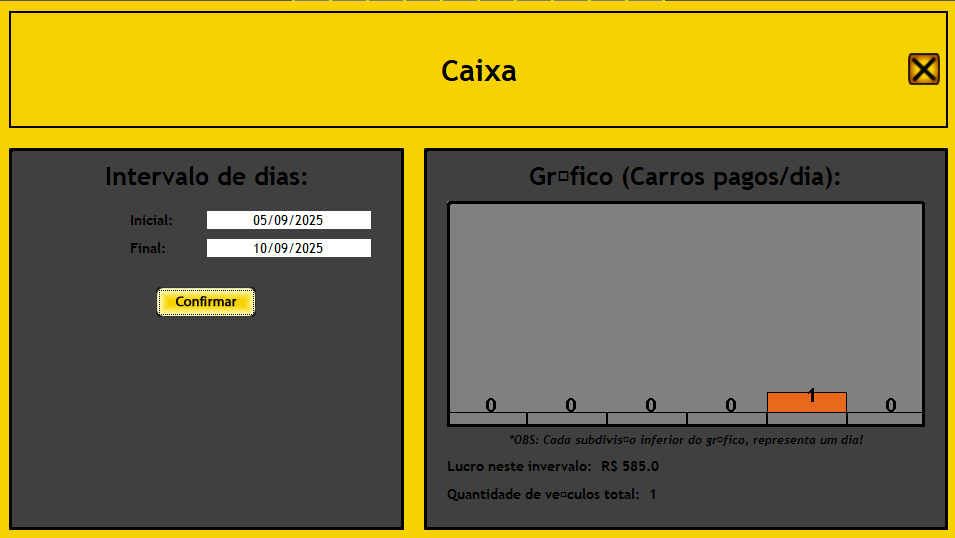 Caixa
Intervalo de dias:
Inicial: 05/09/2025
Final: 10/09/2025
Confirmar
Gr□fico (Carros pagos/dia):
0 0 0 0 1 0
*OBS: Cada subdivis□o inferior do gr□fico, representa um dia!
Lucro neste invervalo: R$ 585.0
Quantidade de ve□culos total: 1